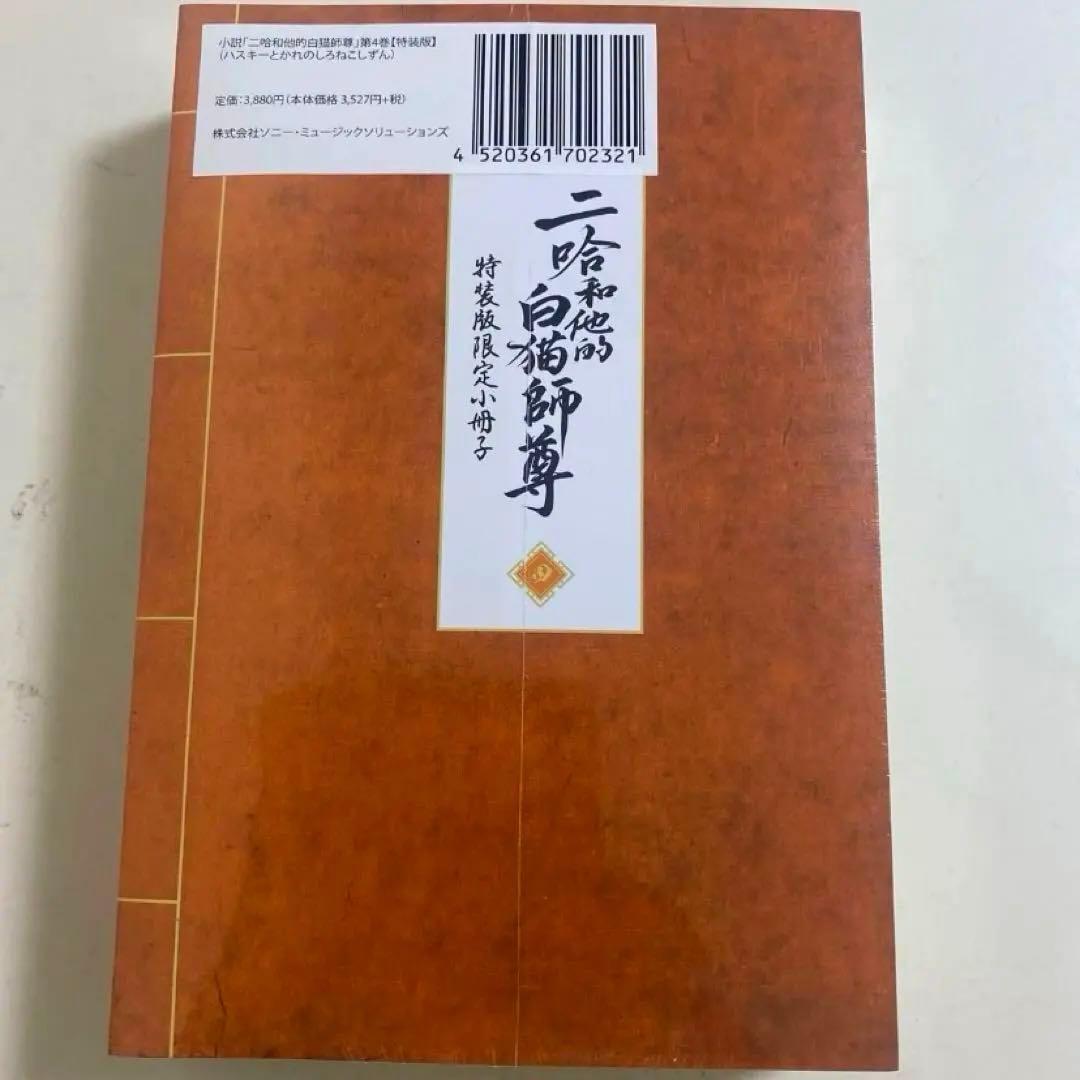 小説「二哈和他的白猫師尊」第4巻【特装版】
（ハスキーとかれのしろねこしずん）
定価：3,880円（本体価格 3,527円+税）
株式会社ソニー・ミュージックソリューションズ
4 520361 702321
二哈和他的
白猫師尊
特装版限定小冊子